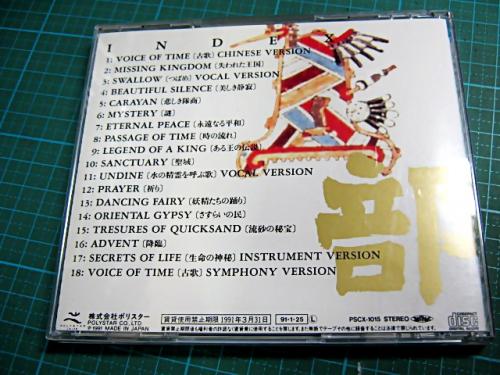 INDEX
1: VOICE OF TIME〔古歌〕CHINESE VERSION
2: MISSING KINGDOM〔失われた王国〕
3: SWALLOW〔つばめ〕VOCAL VERSION
4: BEAUTIFUL SILENCE〔美しき静寂〕
5: CARAVAN〔悲しき隊商〕
6: MYSTERY〔謎〕
7: ETERNAL PEACE〔永遠なる平和〕
8: PASSAGE OF TIME〔時の流れ〕
9: LEGEND OF A KING〔ある王の伝説〕
10: SANCTUARY〔聖域〕
11: UNDINE〔水の精霊を呼ぶ歌〕VOCAL VERSION
12: PRAYER〔祈り〕
13: DANCING FAIRY〔妖精たちの踊り〕
14: ORIENTAL GYPSY〔さすらいの民〕
15: TRESURES OF QUICKSAND〔流砂の秘宝〕
16: ADVENT〔降臨〕
17: SECRETS OF LIFE〔生命の神秘〕INSTRUMENT VERSION
18: VOICE OF TIME〔古歌〕SYMPHONY VERSION
株式会社ポリスター
POLYSTAR CO.,LTD.
℗1991 MADE IN JAPAN
賃貸使用禁止期限 1991年3月31日
91・1・25 Ⓛ
PSCX-1015 STEREO
COMPACT
disc
DIGITAL AUDIO